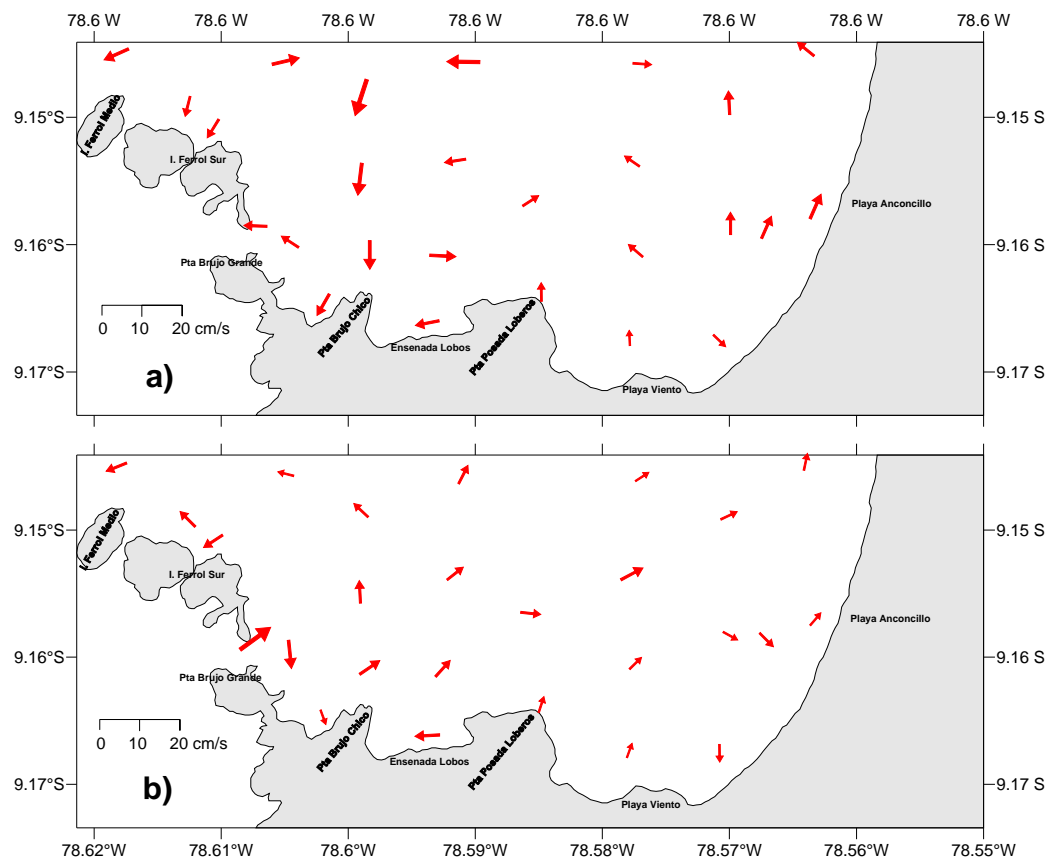 78.6 W 78.6 W 78.6 W 78.6 W 78.6 W 78.6 W 78.6 W 78.6 W
a)
9.15°S 9.15°S
I. Ferrol Medio
I. Ferrol Sur
Playa Anconcillo
9.16°S 9.16°S
Pta Brujo Grande
0 10 20 cm/s
Pta Brujo Chico
Ensenada Lobos
Pta Posada Loberos
9.17°S 9.17 S
a)
Playa Viento
b)
9.15°S 9.15°S
I. Ferrol Medio
I. Ferrol Sur
Playa Anconcillo
9.16°S 9.16°S
Pta Brujo Grande
0 10 20 cm/s
Pta Brujo Chico
Ensenada Lobos
Pta Posada Loberos
9.17°S 9.17°S
b)
Playa Viento
78.62°W 78.61°W 78.6°W 78.59°W 78.58°W 78.57°W 78.56°W 78.55°W